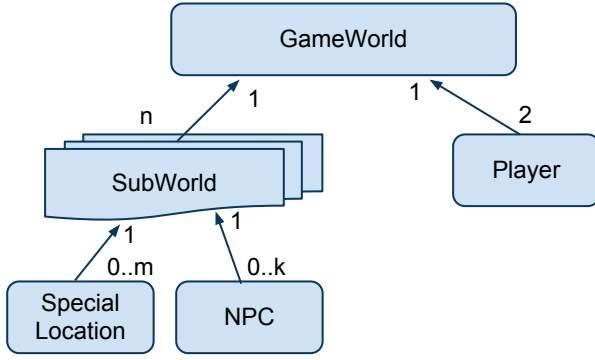 GameWorld
1
1
n
2
SubWorld
Player
1
1
0..m
0..k
Special
Location
NPC